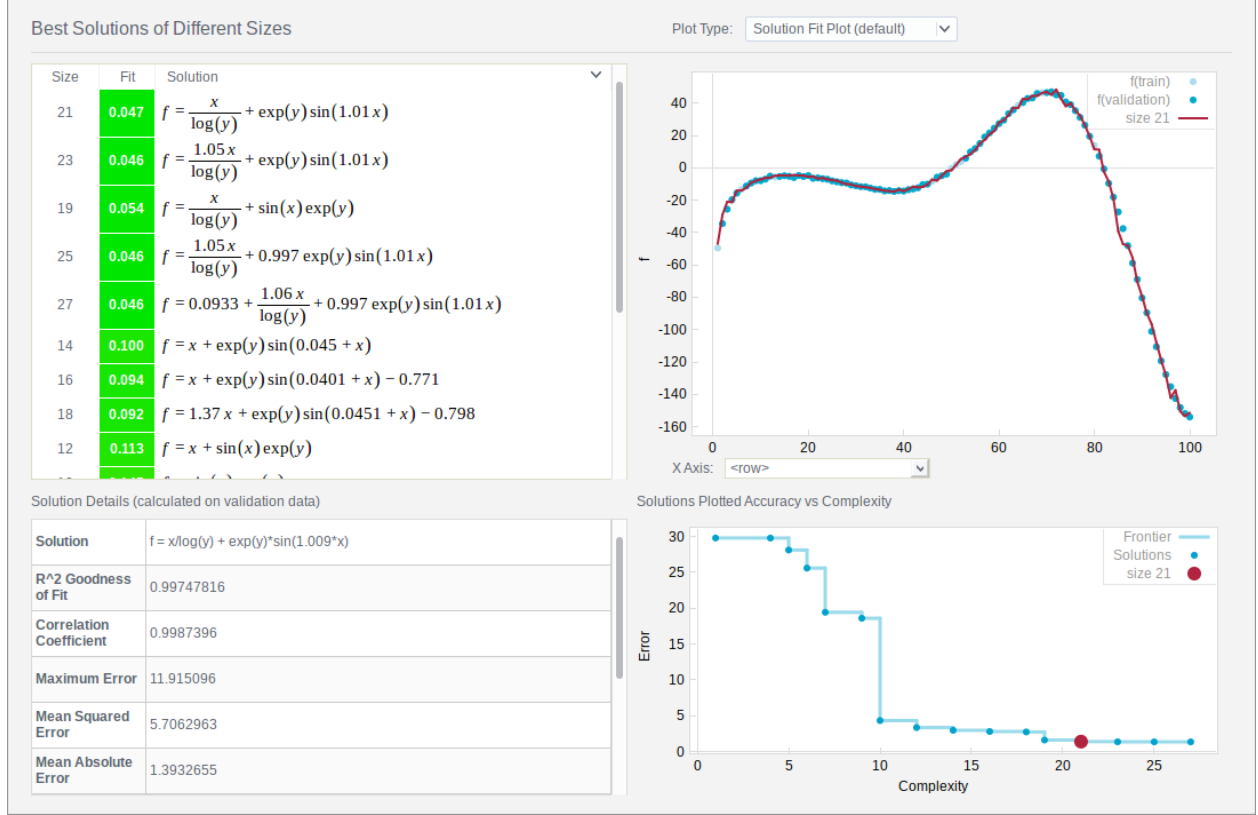 Best Solutions of Different Sizes
Plot Type: Solution Fit Plot (default)
Size Fit Solution
21 0.047 f = x/log(y) + exp(y) sin(1.01 x)
23 0.046 f = 1.05 x/log(y) + exp(y) sin(1.01 x)
19 0.054 f = x/log(y) + sin(x) exp(y)
25 0.046 f = 1.05 x/log(y) + 0.997 exp(y) sin(1.01 x)
27 0.046 f = 0.0933 + 1.06 x/log(y) + 0.997 exp(y) sin(1.01 x)
14 0.100 f = x + exp(y) sin(0.045 + x)
16 0.094 f = x + exp(y) sin(0.0401 + x) − 0.771
18 0.092 f = 1.37 x + exp(y) sin(0.0451 + x) − 0.798
12 0.113 f = x + sin(x) exp(y)
f(train)
f(validation)
size 21
40
20
0
-20
-40
-60
-80
-100
-120
-140
-160
f
0 20 40 60 80 100
X Axis: <row>
Solution Details (calculated on validation data)
Solution f = x/log(y) + exp(y)*sin(1.009*x)
R^2 Goodness
of Fit 0.99747816
Correlation
Coefficient 0.9987396
Maximum Error 11.915096
Mean Squared
Error 5.7062963
Mean Absolute
Error 1.3932655
Solutions Plotted Accuracy vs Complexity
Frontier
Solutions
size 21
30
25
20
15
10
5
0
Error
0 5 10 15 20 25
Complexity